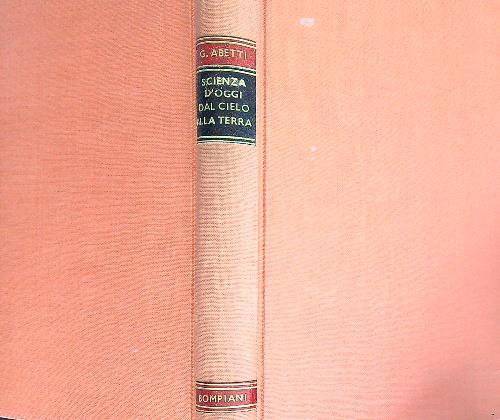 G. ABETTI
SCIENZA
D'OGGI
DAL CIELO
ALLA TERRA
BOMPIANI